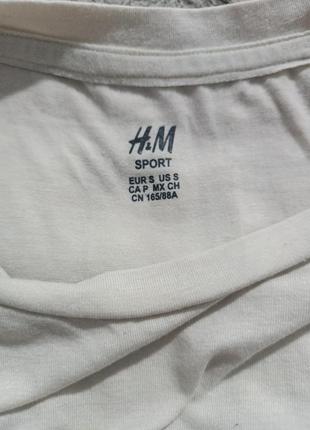 H&M
SPORT
EUR S US S
CA P MX CH
CN 165/88A